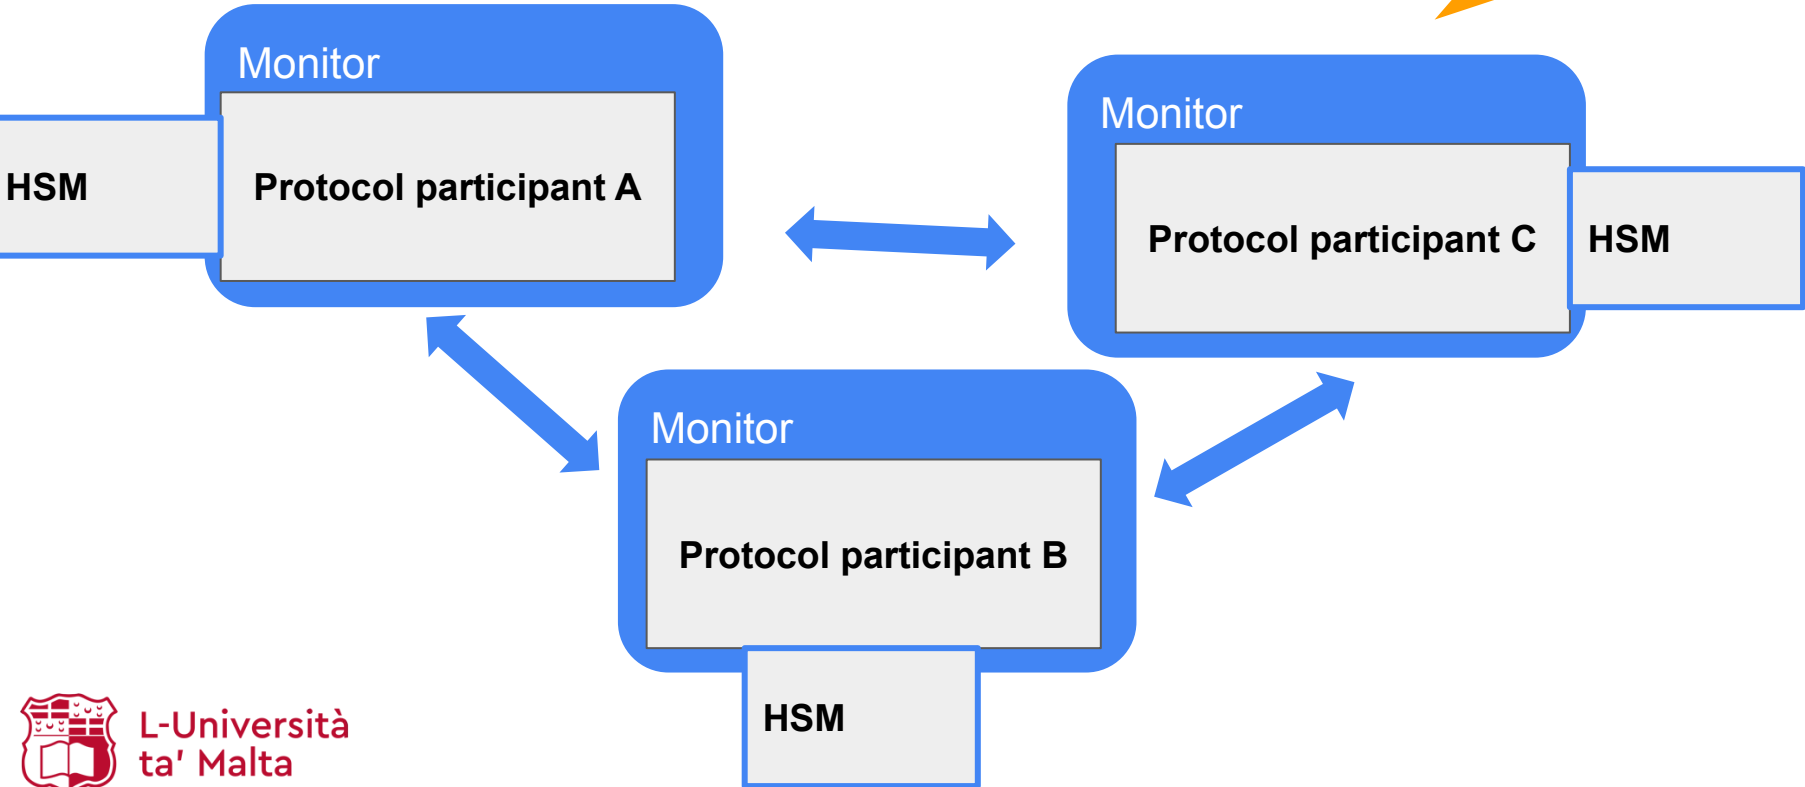 Monitor
HSM
Protocol participant A
Monitor
Protocol participant C
HSM
Monitor
Protocol participant B
HSM
L-Università
ta' Malta